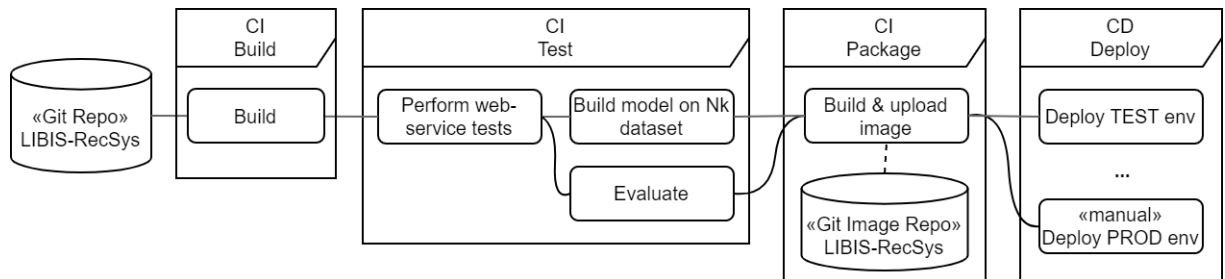 CI
Build
CI
Test
CI
Package
CD
Deploy
«Git Repo»
LIBIS-RecSys
Build
Perform web-
service tests
Build model on Nk
dataset
Evaluate
Build & upload
image
«Git Image Repo»
LIBIS-RecSys
Deploy TEST env
...
«manual»
Deploy PROD env